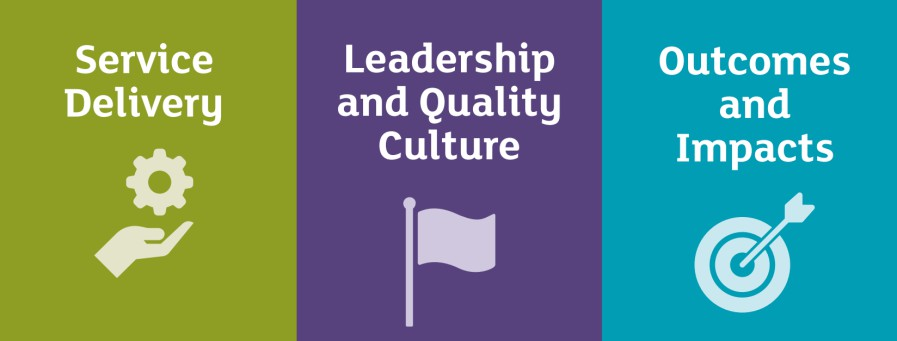 Service
Delivery
Leadership
and Quality
Culture
Outcomes
and
Impacts